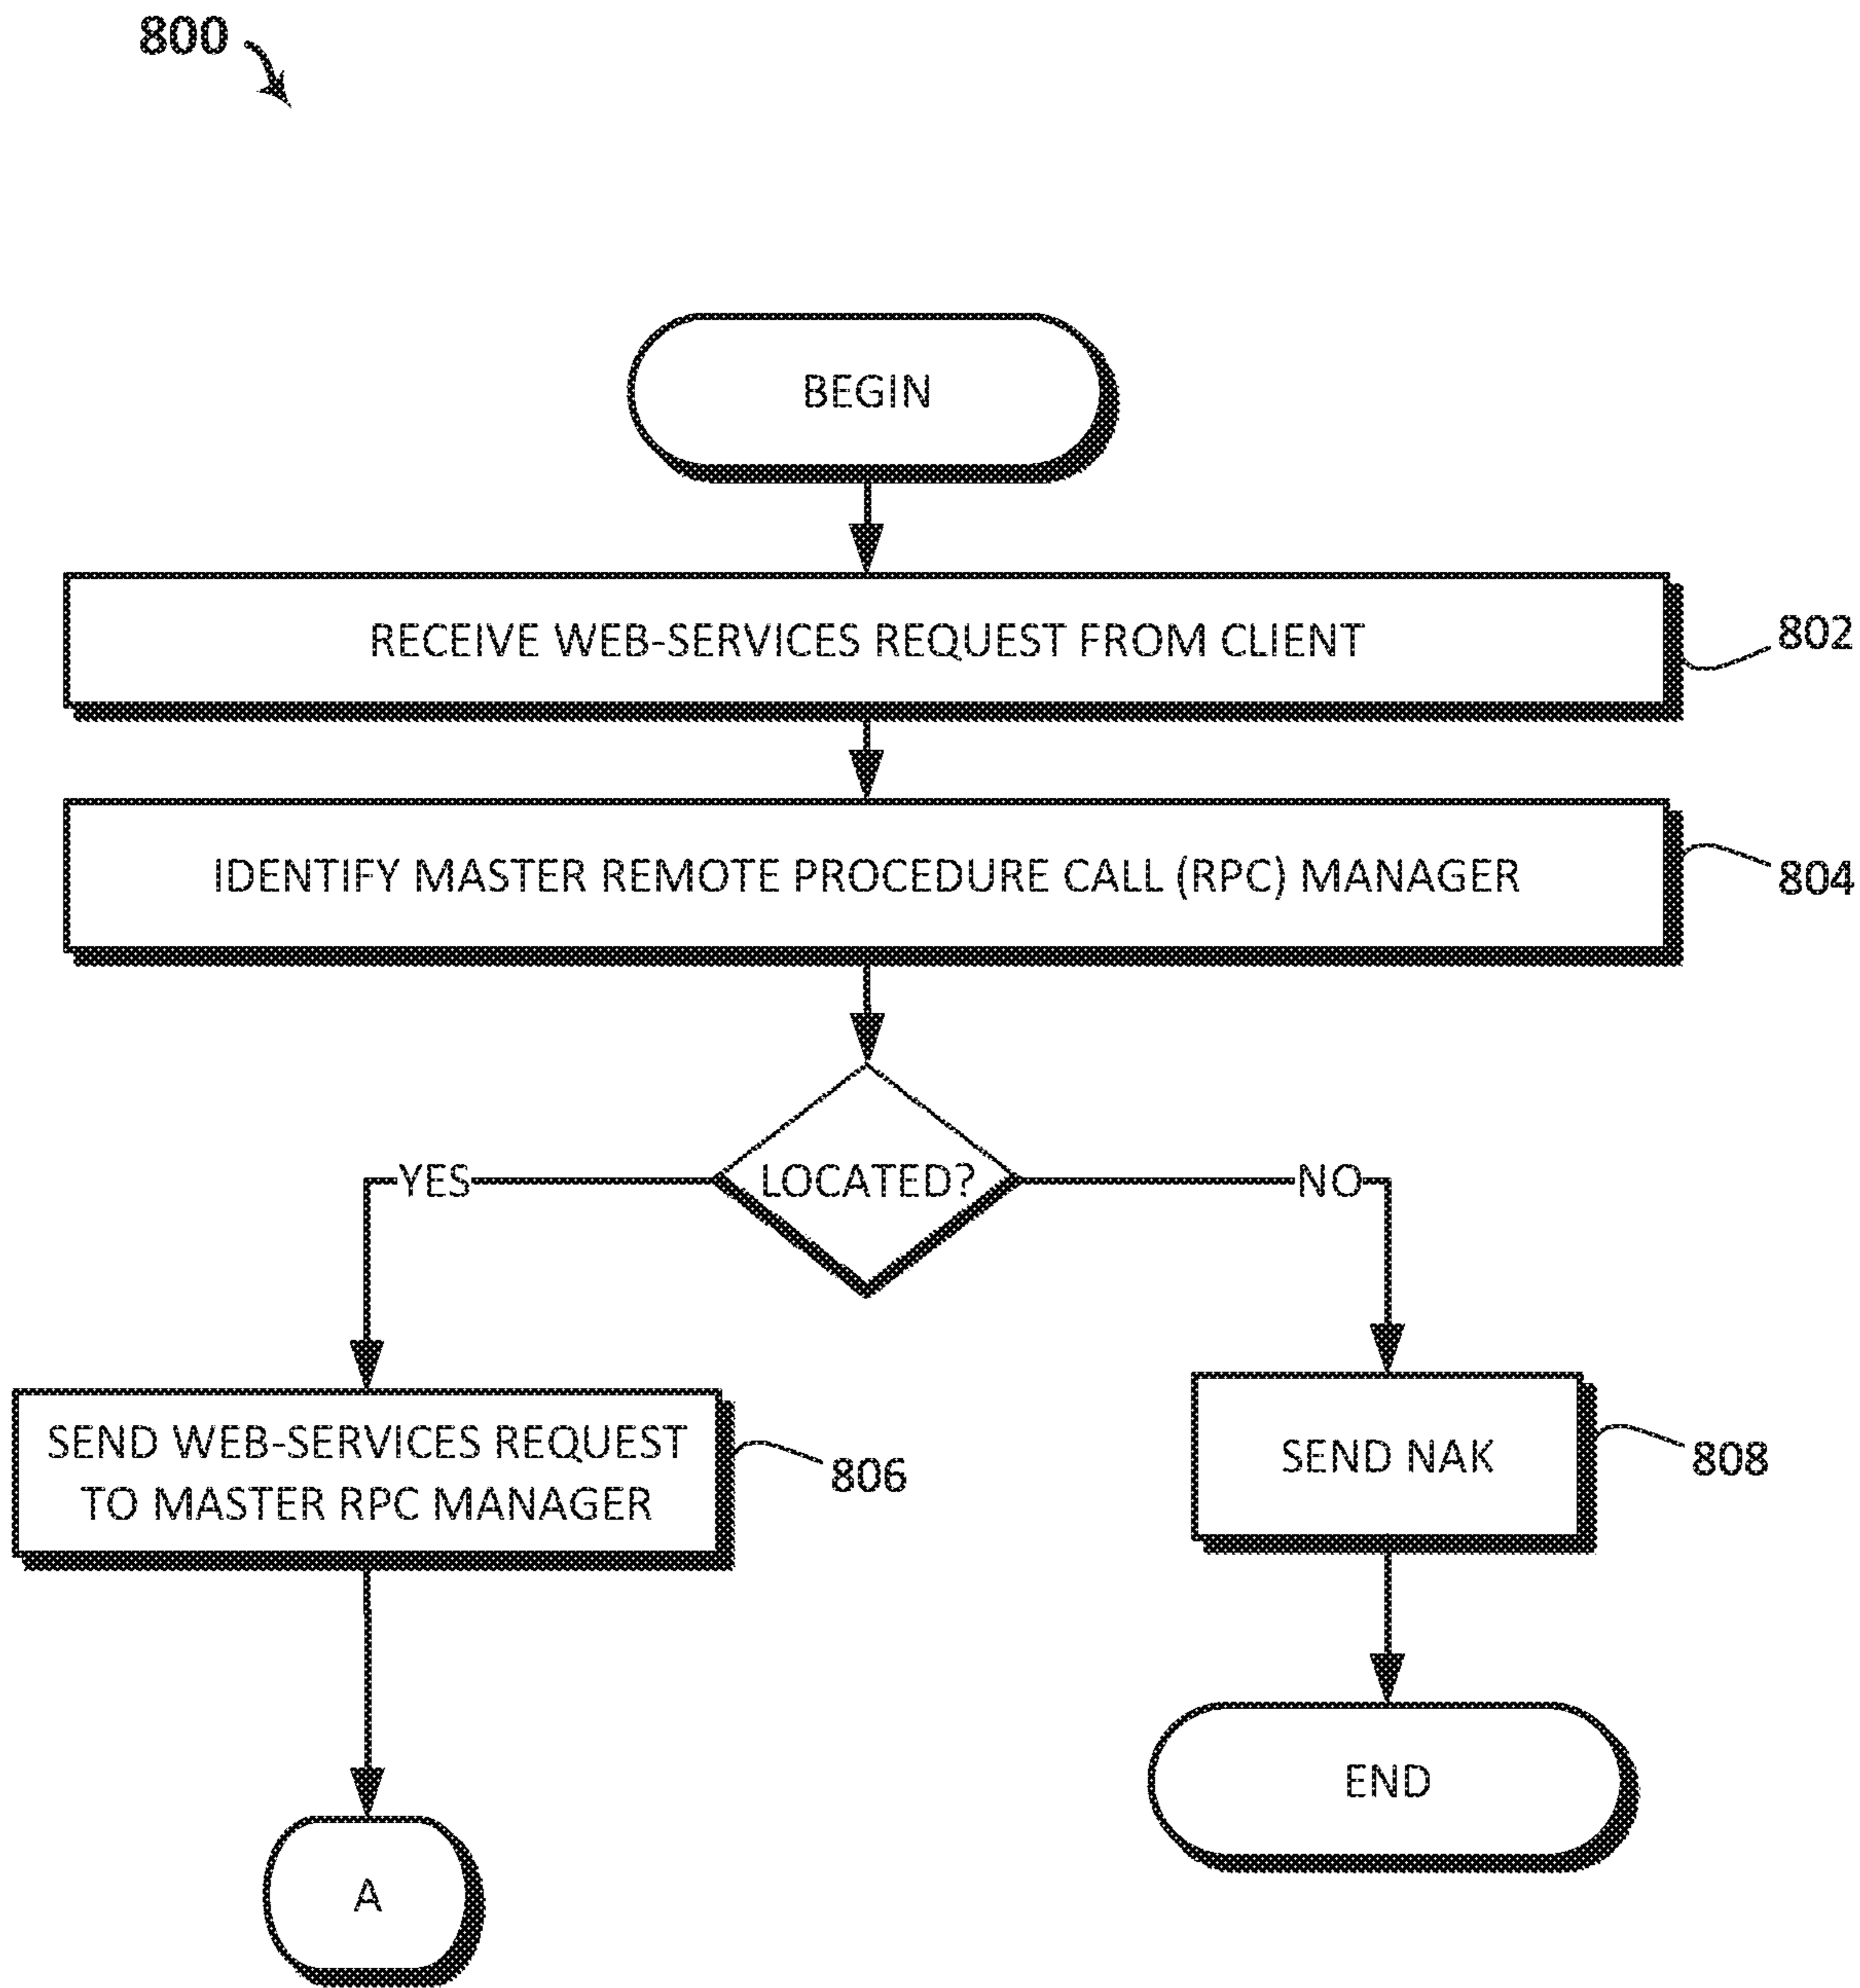 800
BEGIN
RECEIVE WEB-SERVICES REQUEST FROM CLIENT
802
IDENTIFY MASTER REMOTE PROCEDURE CALL (RPC) MANAGER
804
LOCATED?
YES
NO
SEND WEB-SERVICES REQUEST
TO MASTER RPC MANAGER
806
SEND NAK
808
END
A